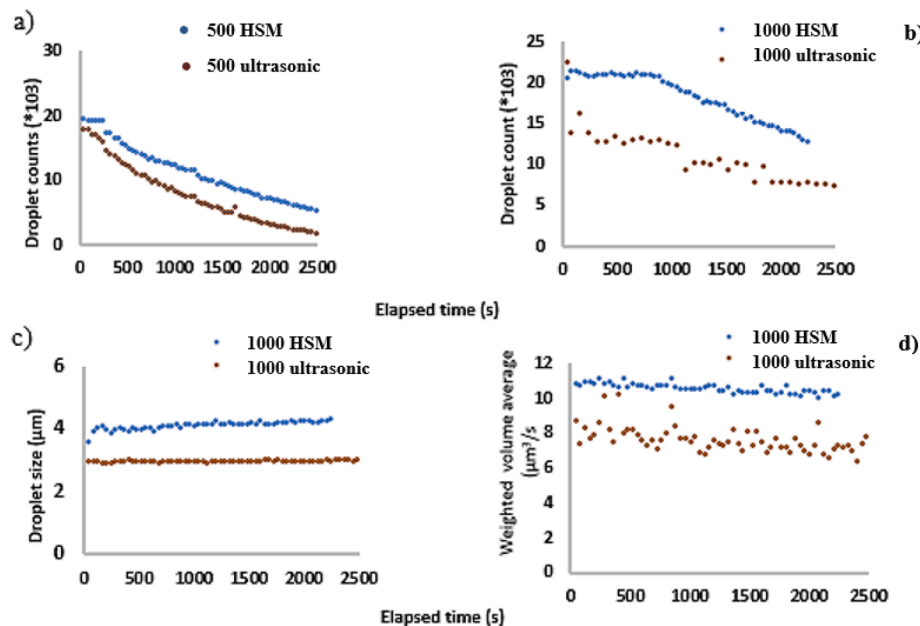 a)
500 HSM
500 ultrasonic
30
20
10
0
Droplet counts (*103)
0 500 1000 1500 2000 2500
b)
1000 HSM
1000 ultrasonic
25
20
15
10
5
0
Droplet count (*103)
0 500 1000 1500 2000 2500
Elapsed time (s)
c)
1000 HSM
1000 ultrasonic
6
4
2
0
Droplet size (µm)
0 500 1000 1500 2000 2500
d)
1000 HSM
1000 ultrasonic
12
10
8
6
4
2
0
Weighted volume average
(µm³/s)
0 500 1000 1500 2000 2500
Elapsed time (s)